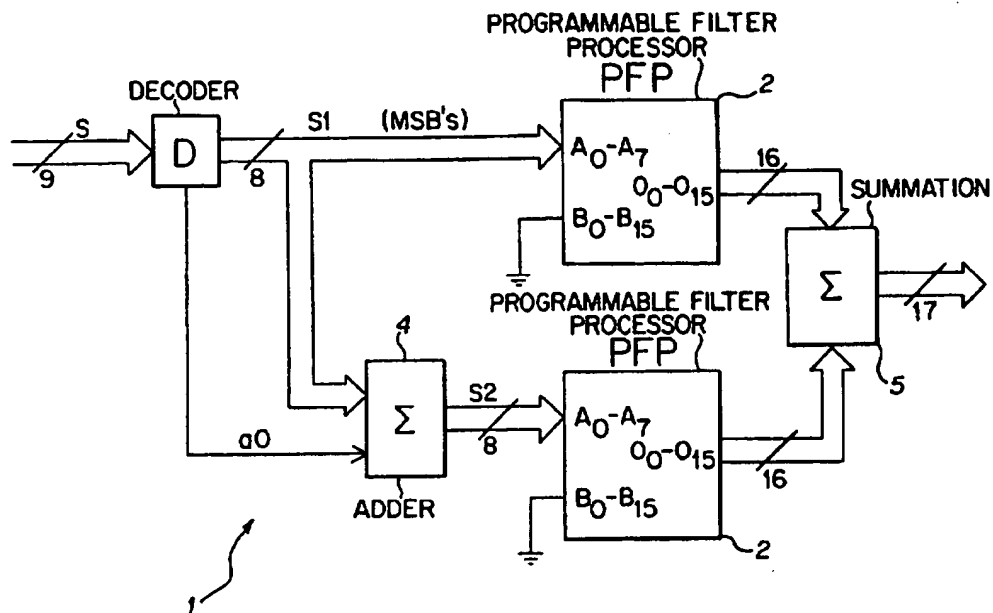 PROGRAMMABLE FILTER
PROCESSOR
PFP
2
DECODER
S
9
D
8
S1
(MSB's)
A0-A7
O0-O15
B0-B15
16
SUMMATION
Σ
17
5
PROGRAMMABLE FILTER
PROCESSOR
PFP
4
Σ
ADDER
a0
S2
8
A0-A7
O0-O15
B0-B15
16
2
1